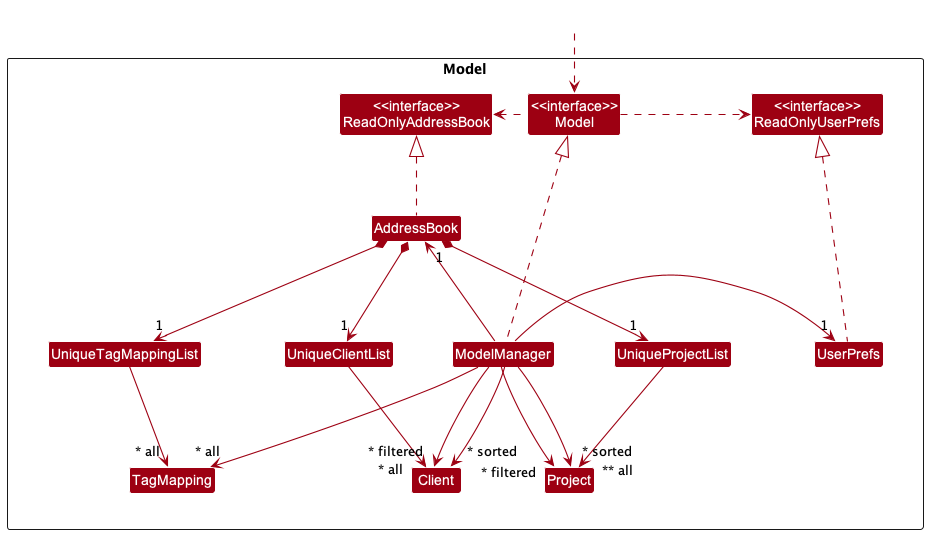 Model
<<interface>>
ReadOnlyAddressBook
<<interface>>
Model
<<interface>>
ReadOnlyUserPrefs
AddressBook
1
1
1
1
1
UniqueTagMappingList
UniqueClientList
ModelManager
UniqueProjectList
UserPrefs
* all
* all
* filtered
* sorted
* sorted
* all
* filtered
** all
TagMapping
Client
Project